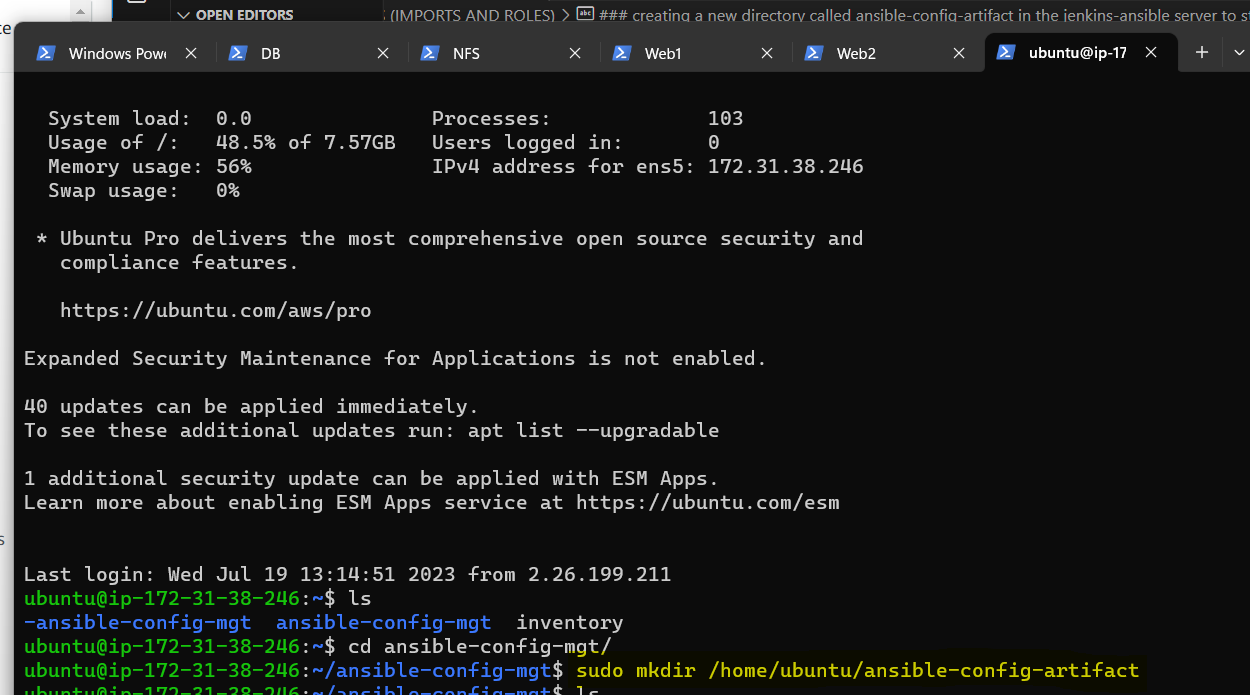 OPEN EDITORS
(IMPORTS AND ROLES) > ### creating a new directory called ansible-config-artifact in the jenkins-ansible server to
Windows Powe DB NFS Web1 Web2 ubuntu@ip-17
System load: 0.0 Processes: 103
Usage of /: 48.5% of 7.57GB Users logged in: 0
Memory usage: 56% IPv4 address for ens5: 172.31.38.246
Swap usage: 0%
* Ubuntu Pro delivers the most comprehensive open source security and
compliance features.
https://ubuntu.com/aws/pro
Expanded Security Maintenance for Applications is not enabled.
40 updates can be applied immediately.
To see these additional updates run: apt list --upgradable
1 additional security update can be applied with ESM Apps.
Learn more about enabling ESM Apps service at https://ubuntu.com/esm
Last login: Wed Jul 19 13:14:51 2023 from 2.26.199.211
ubuntu@ip-172-31-38-246:~$ ls
-ansible-config-mgt ansible-config-mgt inventory
ubuntu@ip-172-31-38-246:~$ cd ansible-config-mgt/
ubuntu@ip-172-31-38-246:~/ansible-config-mgt$ sudo mkdir /home/ubuntu/ansible-config-artifact
ubuntu@ip-172-31-38-246:~/ansible-config-mgt$ ls